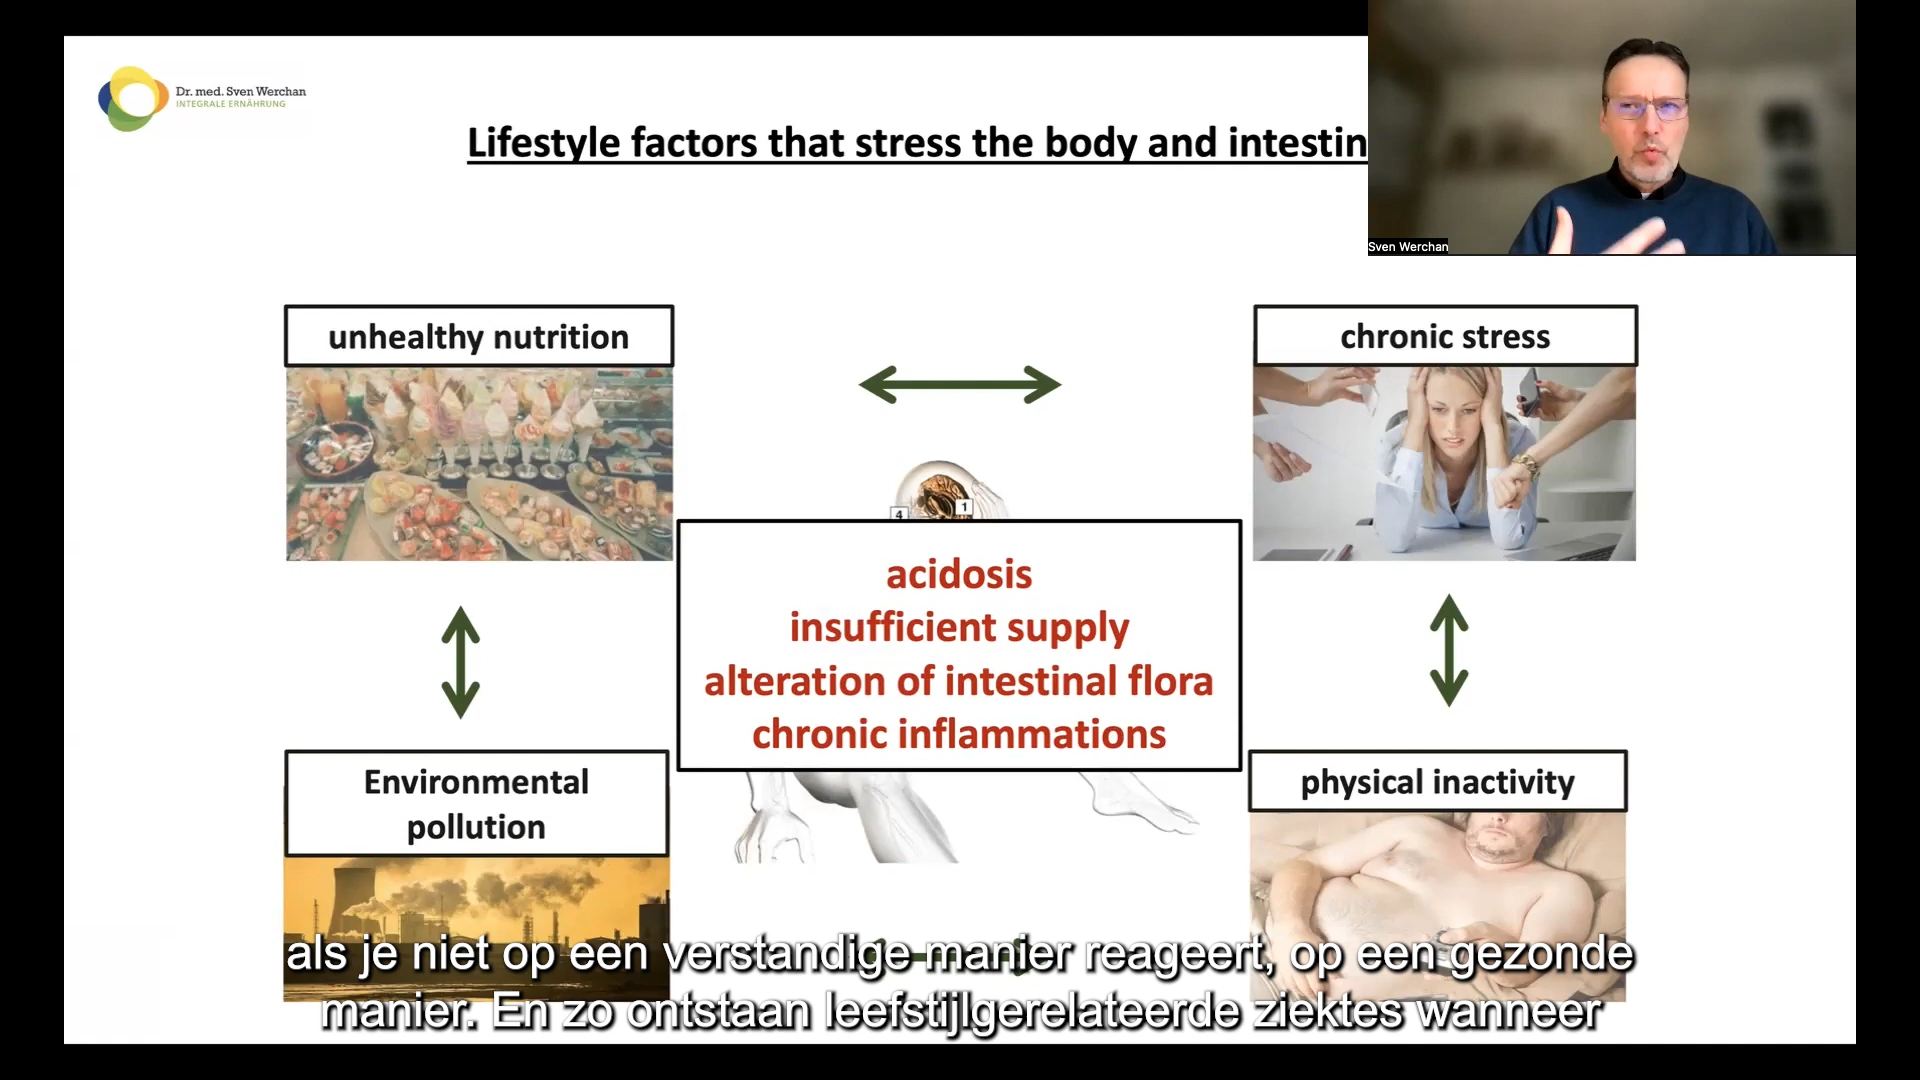 Dr. med. Sven Werchan
INTEGRALE ERNÄHRUNG
Lifestyle factors that stress the body and intestin
Sven Werchan
unhealthy nutrition
chronic stress
4
1
acidosis
insufficient supply
alteration of intestinal flora
chronic inflammations
Environmental
pollution
physical inactivity
als je niet op een verstandige manier reageert, op een gezonde
manier. En zo ontstaan leefstijlgerelateerde ziektes wanneer